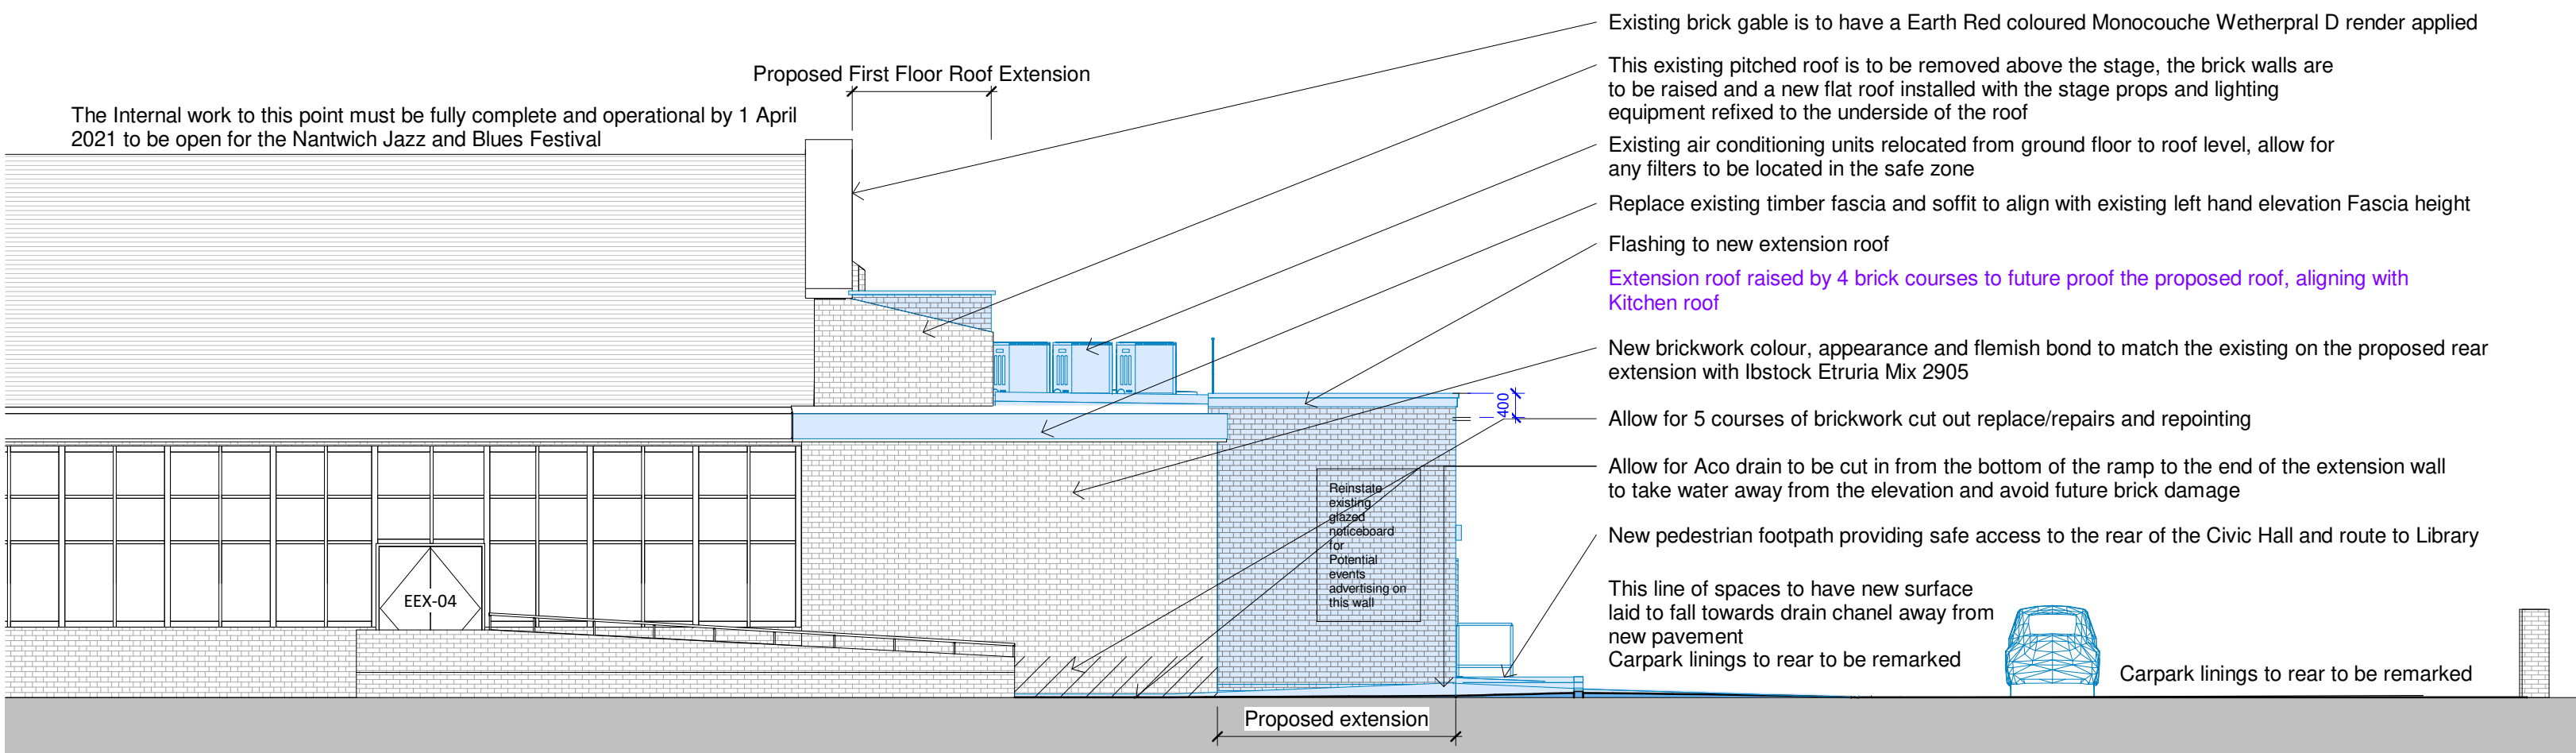 Existing brick gable is to have a Earth Red coloured Monocouche Wetherpral D render applied
Proposed First Floor Roof Extension
This existing pitched roof is to be removed above the stage, the brick walls are
to be raised and a new flat roof installed with the stage props and lighting
equipment refixed to the underside of the roof
The Internal work to this point must be fully complete and operational by 1 April
2021 to be open for the Nantwich Jazz and Blues Festival
Existing air conditioning units relocated from ground floor to roof level, allow for
any filters to be located in the safe zone
Replace existing timber fascia and soffit to align with existing left hand elevation Fascia height
Flashing to new extension roof
Extension roof raised by 4 brick courses to future proof the proposed roof, aligning with
Kitchen roof
New brickwork colour, appearance and flemish bond to match the existing on the proposed rear
extension with Ibstock Etruria Mix 2905
400
Allow for 5 courses of brickwork cut out replace/repairs and repointing
Allow for Aco drain to be cut in from the bottom of the ramp to the end of the extension wall
to take water away from the elevation and avoid future brick damage
Reinstate
existing
glazed
noticeboard
for
Potential
events
advertising on
this wall
New pedestrian footpath providing safe access to the rear of the Civic Hall and route to Library
EEX-04
This line of spaces to have new surface
laid to fall towards drain chanel away from
new pavement
Carpark linings to rear to be remarked
Carpark linings to rear to be remarked
Proposed extension